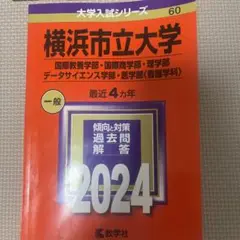 大学入試シリーズ
60
横浜市立大学
国際教養学部・国際商学部・理学部
データサイエンス学部・医学部〈看護学科〉
一般
最近4カ年
傾向と対策
過去問
解答
2024
教学社